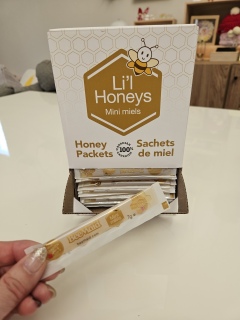 Li'l
Honeys
Mini miels
Honey
Packets
100%
Sachets
de miel